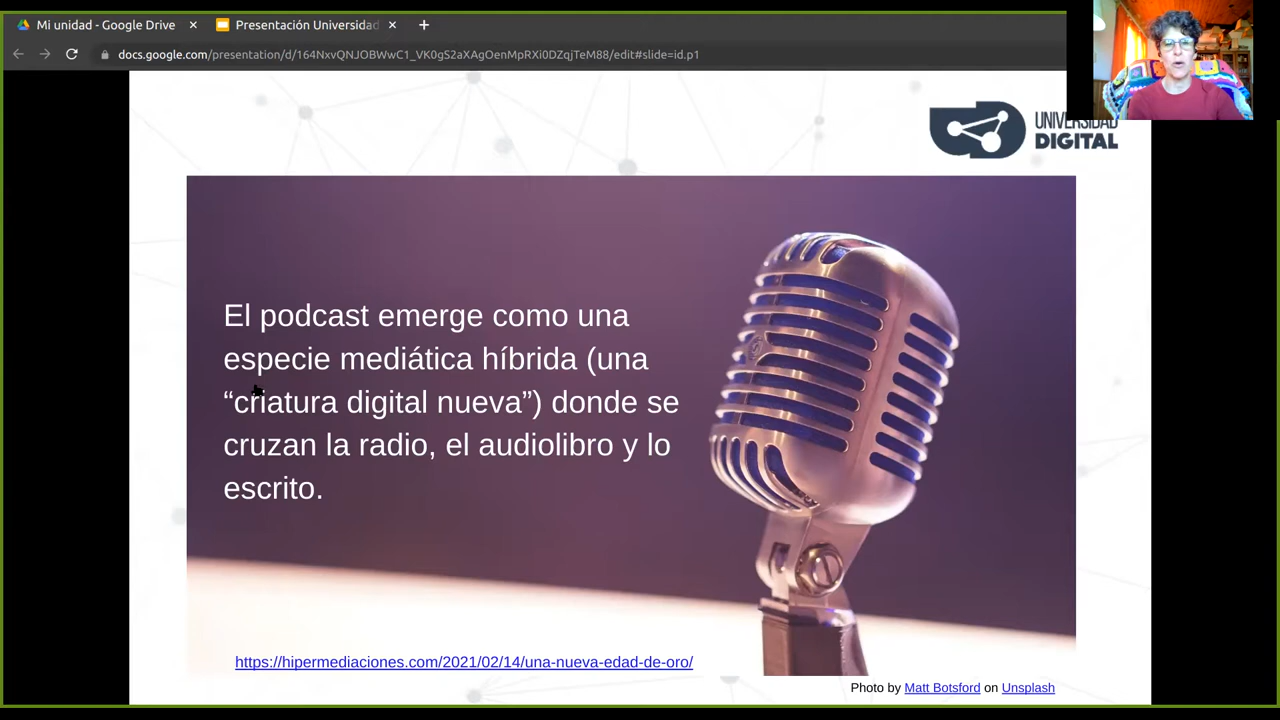 Mi unidad - Google Drive
Presentación Universidad
docs.google.com/presentation/d/164NxvQNJOBWwC1_VK0gS2aXAgOenMpRXi0DZqjTeM88/edit#slide=id.p1
UNIVERSIDAD
DIGITAL
El podcast emerge como una
especie mediática híbrida (una
“criatura digital nueva”) donde se
cruzan la radio, el audiolibro y lo
escrito.
https://hipermediaciones.com/2021/02/14/una-nueva-edad-de-oro/
Photo by Matt Botsford on Unsplash